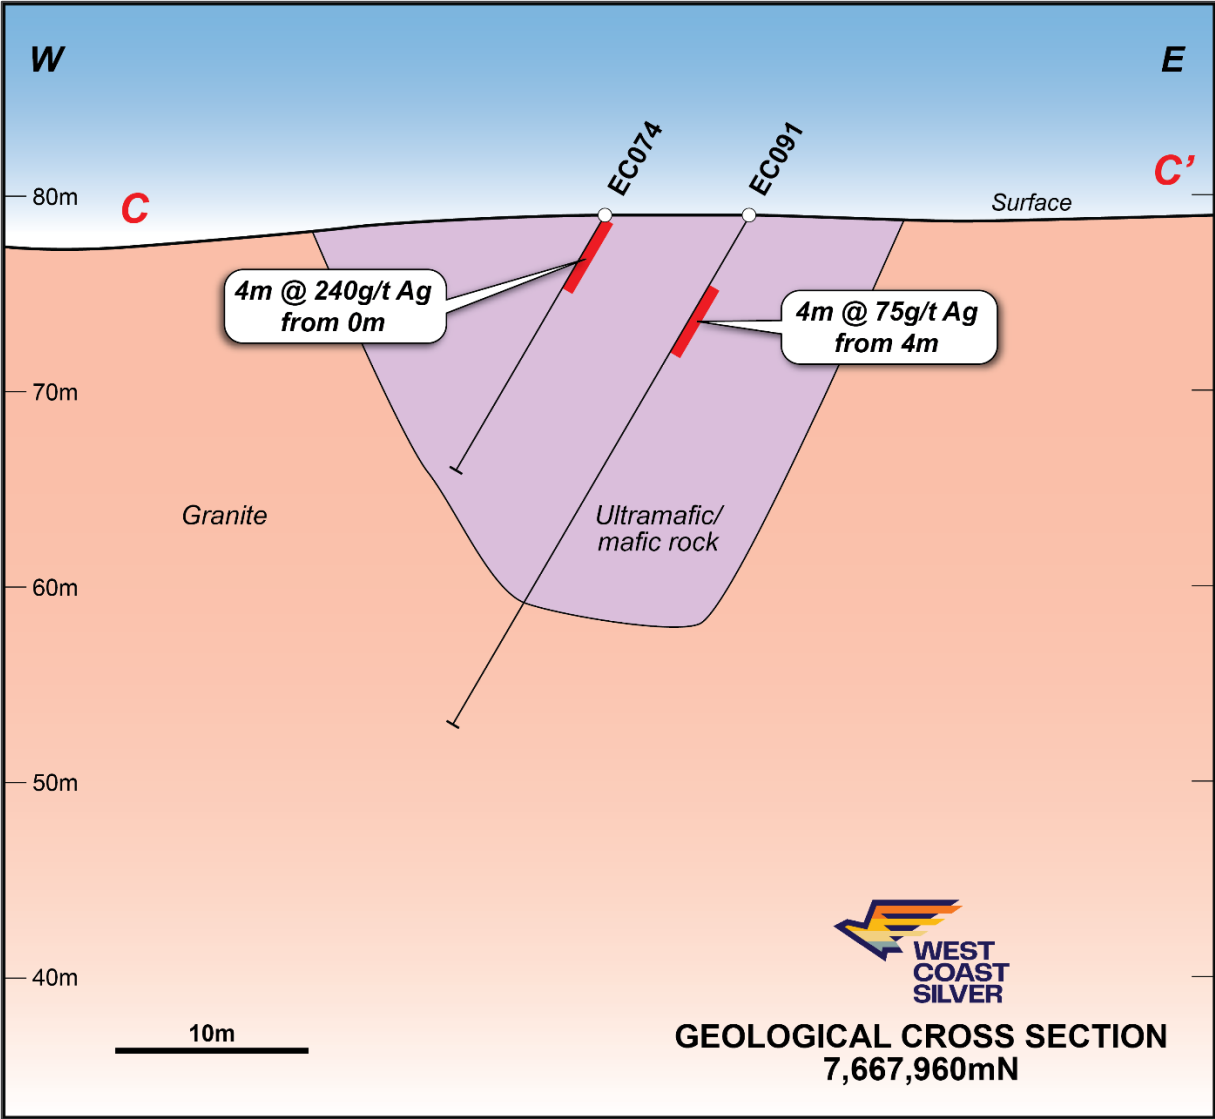 W
E
EC074
EC091
C'
80m
C
Surface
4m @ 240g/t Ag
from 0m
4m @ 75g/t Ag
from 4m
70m
Granite
Ultramafic/
mafic rock
60m
50m
WEST
COAST
SILVER
40m
10m
GEOLOGICAL CROSS SECTION
7,667,960mN